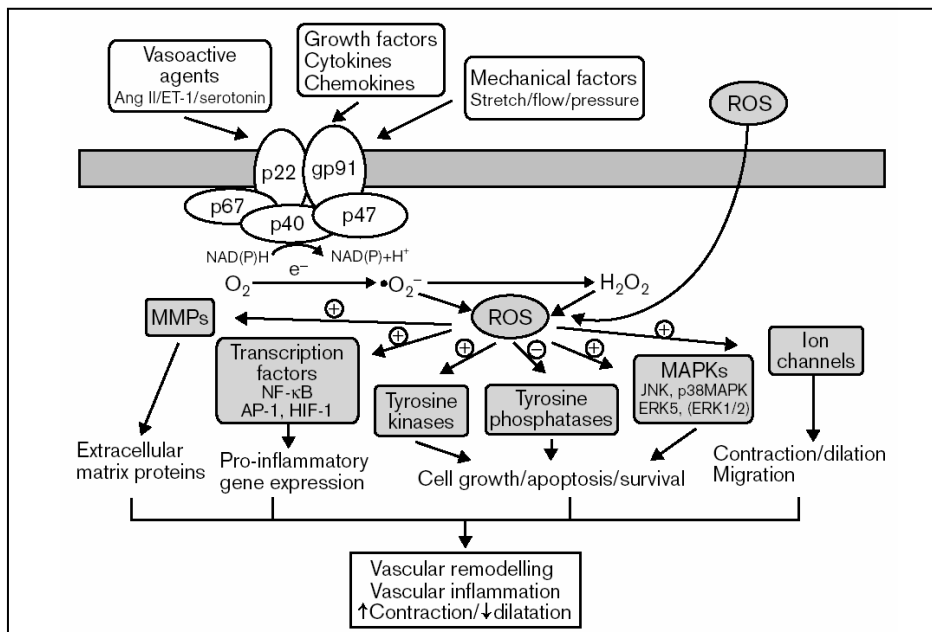 Vasoactive
agents
Ang II/ET-1/serotonin
Growth factors
Cytokines
Chemokines
Mechanical factors
Stretch/flow/pressure
ROS
p22
gp91
p67
p40
p47
NAD(P)H
NAD(P)+H⁺
e⁻
O₂
•O₂⁻
H₂O₂
ROS
MMPs
+
+
+
−
+
+
Transcription
factors
NF-κB
AP-1, HIF-1
Tyrosine
kinases
Tyrosine
phosphatases
MAPKs
JNK, p38MAPK
ERK5, (ERK1/2)
Ion
channels
Extracellular
matrix proteins
Pro-inflammatory
gene expression
Cell growth/apoptosis/survival
Contraction/dilation
Migration
Vascular remodelling
Vascular inflammation
↑Contraction/↓dilatation